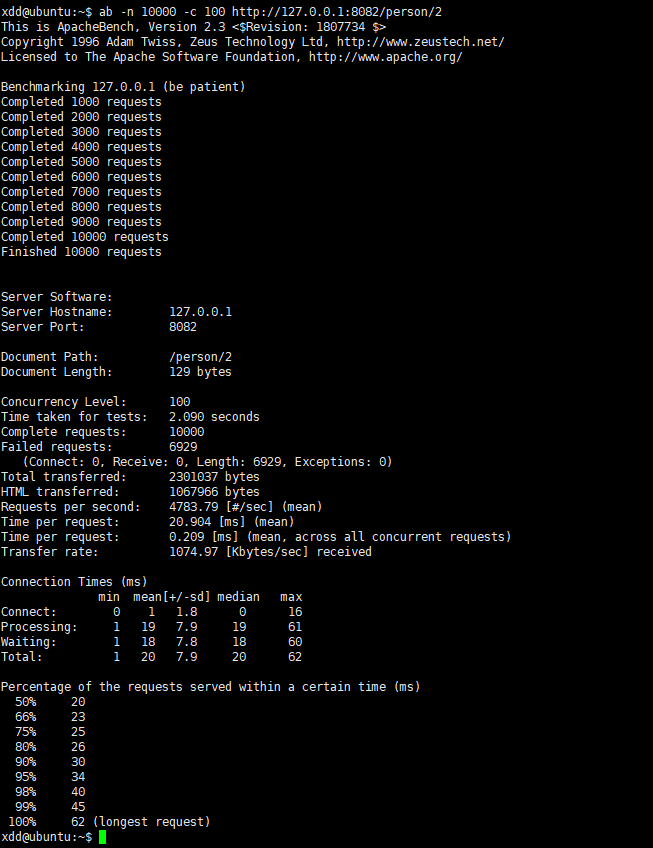 xdd@ubuntu:~$ ab -n 10000 -c 100 http://127.0.0.1:8082/person/2
This is ApacheBench, Version 2.3 <$Revision: 1807734 $>
Copyright 1996 Adam Twiss, Zeus Technology Ltd, http://www.zeustech.net/
Licensed to The Apache Software Foundation, http://www.apache.org/

Benchmarking 127.0.0.1 (be patient)
Completed 1000 requests
Completed 2000 requests
Completed 3000 requests
Completed 4000 requests
Completed 5000 requests
Completed 6000 requests
Completed 7000 requests
Completed 8000 requests
Completed 9000 requests
Completed 10000 requests
Finished 10000 requests


Server Software:
Server Hostname:        127.0.0.1
Server Port:            8082

Document Path:          /person/2
Document Length:        129 bytes

Concurrency Level:      100
Time taken for tests:   2.090 seconds
Complete requests:      10000
Failed requests:        6929
   (Connect: 0, Receive: 0, Length: 6929, Exceptions: 0)
Total transferred:      2301037 bytes
HTML transferred:       1067966 bytes
Requests per second:    4783.79 [#/sec] (mean)
Time per request:       20.904 [ms] (mean)
Time per request:       0.209 [ms] (mean, across all concurrent requests)
Transfer rate:          1074.97 [Kbytes/sec] received

Connection Times (ms)
              min  mean[+/-sd] median   max
Connect:        0    1   1.8      0      16
Processing:     1   19   7.9     19      61
Waiting:        1   18   7.8     18      60
Total:          1   20   7.9     20      62

Percentage of the requests served within a certain time (ms)
  50%     20
  66%     23
  75%     25
  80%     26
  90%     30
  95%     34
  98%     40
  99%     45
 100%     62 (longest request)
xdd@ubuntu:~$